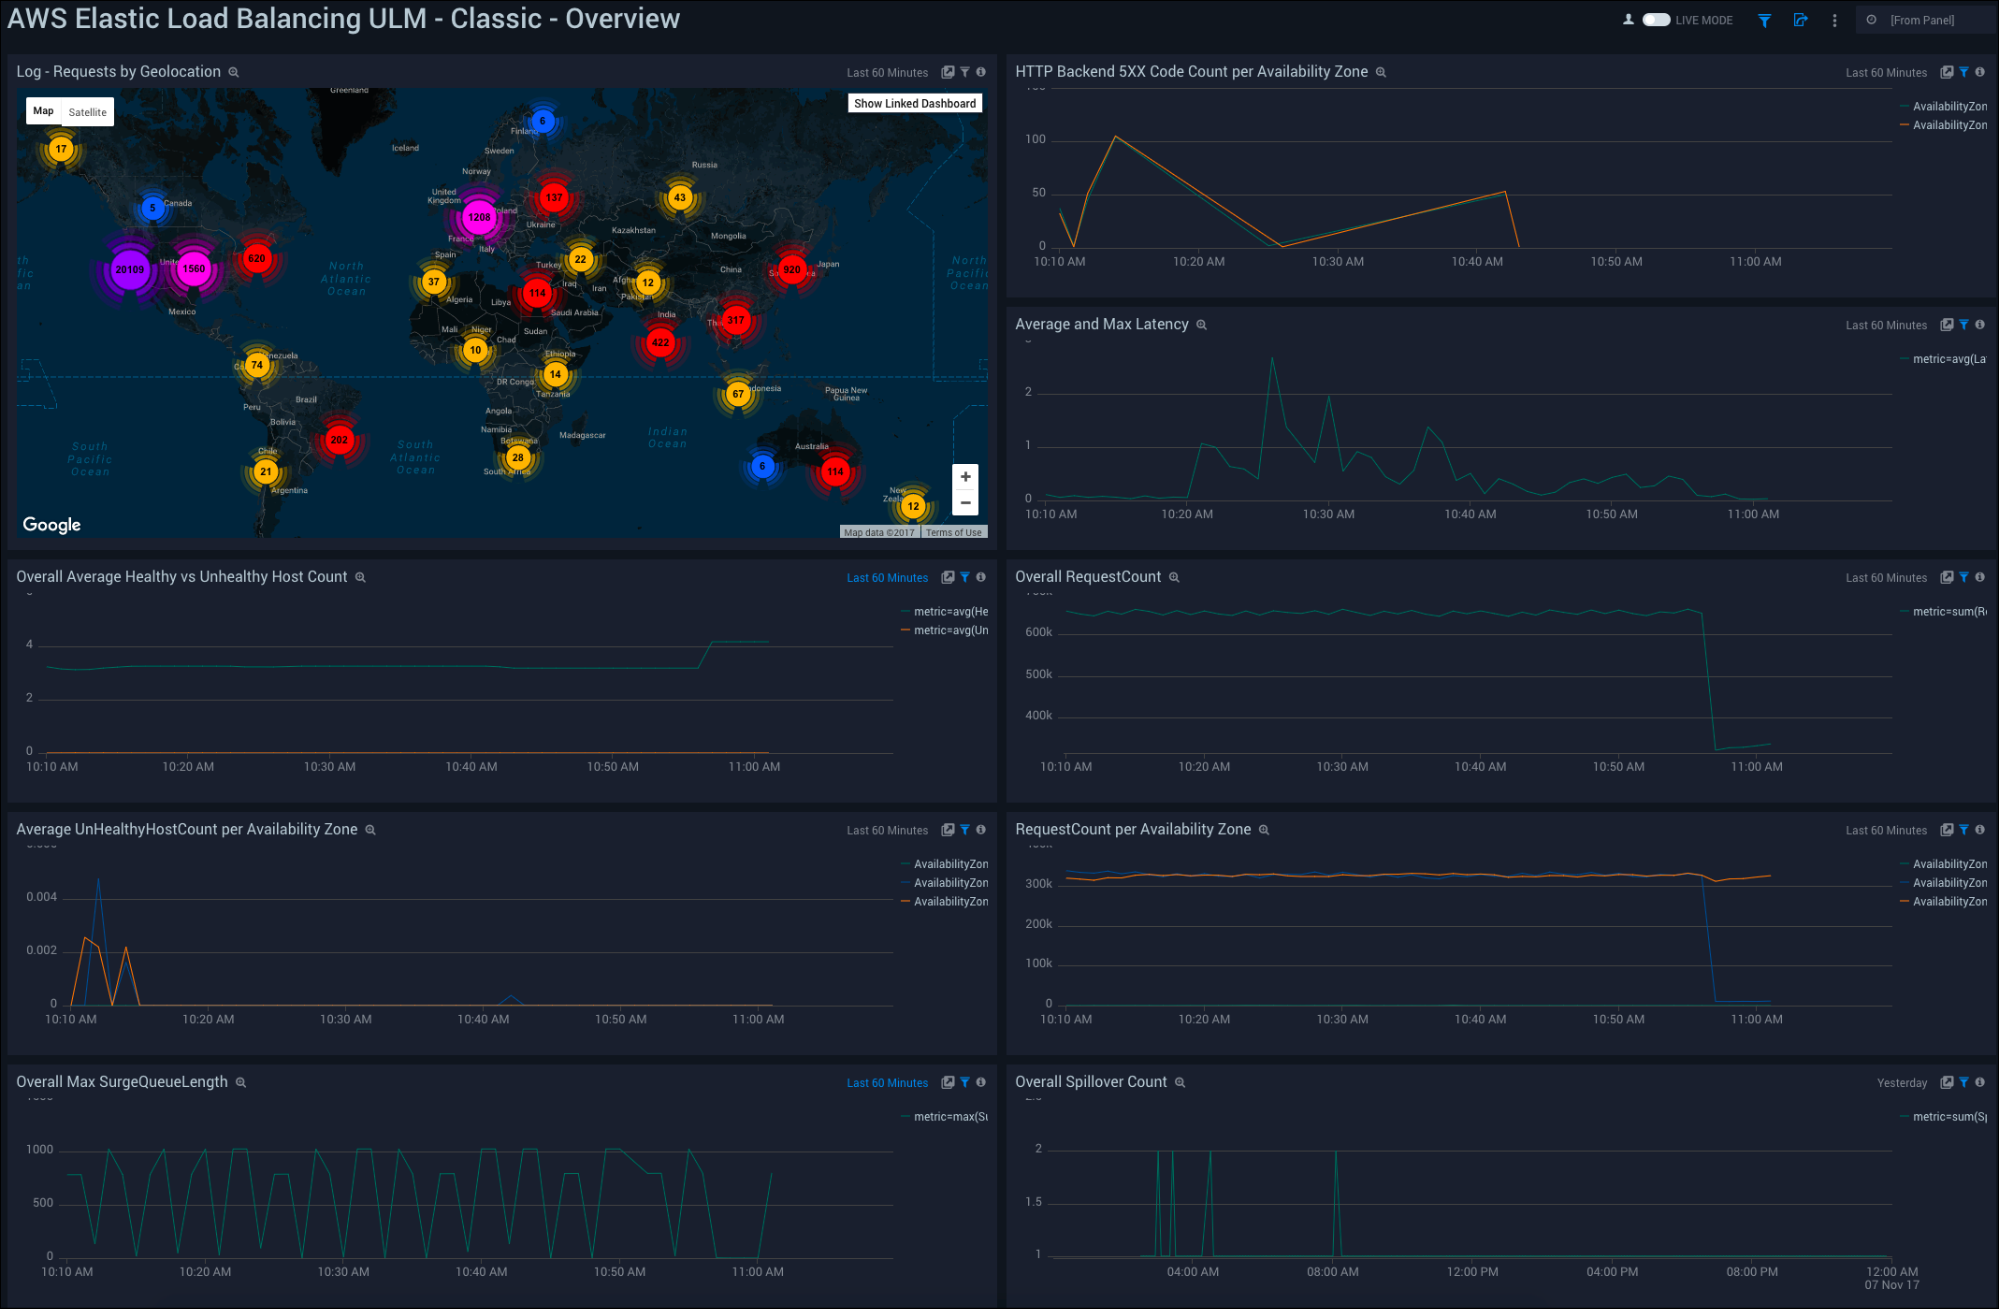 AWS Elastic Load Balancing ULM - Classic - Overview
LIVE MODE
[From Panel]
Log - Requests by Geolocation
Last 60 Minutes
Map
Satellite
Show Linked Dashboard
Greenland
Iceland
Finland
Sweden
Norway
Russia
United
Kingdom
Ukraine
Italy
Spain
Turkey
Kazakhstan
Mongolia
China
Japan
Canada
Mexico
Iraq
Iran
Algeria
Libya
Saudi Arabia
India
Mali
Niger
Chad
Sudan
Ethiopia
DR Congo
Tanzania
Angola
Namibia
Botswana
Madagascar
Peru
Brazil
Bolivia
Chile
Argentina
Papua New
Guinea
Australia
North
Atlantic
Ocean
South
Pacific
Ocean
South
Atlantic
Ocean
Indian
Ocean
North
Pacific
Ocean
17
6
5
20109
1560
620
1208
137
43
22
37
114
12
920
317
422
10
14
74
67
202
21
28
6
114
12
+
−
Google
Map data ©2017
Terms of Use
HTTP Backend 5XX Code Count per Availability Zone
Last 60 Minutes
AvailabilityZon
AvailabilityZon
100
50
0
10:10 AM 10:20 AM 10:30 AM 10:40 AM 10:50 AM 11:00 AM
Average and Max Latency
Last 60 Minutes
metric=avg(La
2
1
0
10:10 AM 10:20 AM 10:30 AM 10:40 AM 10:50 AM 11:00 AM
Overall Average Healthy vs Unhealthy Host Count
Last 60 Minutes
metric=avg(He
metric=avg(Un
4
2
0
10:10 AM 10:20 AM 10:30 AM 10:40 AM 10:50 AM 11:00 AM
Overall RequestCount
Last 60 Minutes
metric=sum(R
600k
500k
400k
10:10 AM 10:20 AM 10:30 AM 10:40 AM 10:50 AM 11:00 AM
Average UnHealthyHostCount per Availability Zone
Last 60 Minutes
AvailabilityZon
AvailabilityZon
AvailabilityZon
0.004
0.002
0
10:10 AM 10:20 AM 10:30 AM 10:40 AM 10:50 AM 11:00 AM
RequestCount per Availability Zone
Last 60 Minutes
AvailabilityZon
AvailabilityZon
AvailabilityZon
300k
200k
100k
0
10:10 AM 10:20 AM 10:30 AM 10:40 AM 10:50 AM 11:00 AM
Overall Max SurgeQueueLength
Last 60 Minutes
metric=max(Su
1000
500
0
10:10 AM 10:20 AM 10:30 AM 10:40 AM 10:50 AM 11:00 AM
Overall Spillover Count
Yesterday
metric=sum(S
2
1.5
1
04:00 AM 08:00 AM 12:00 PM 04:00 PM 08:00 PM 12:00 AM
07 Nov 17